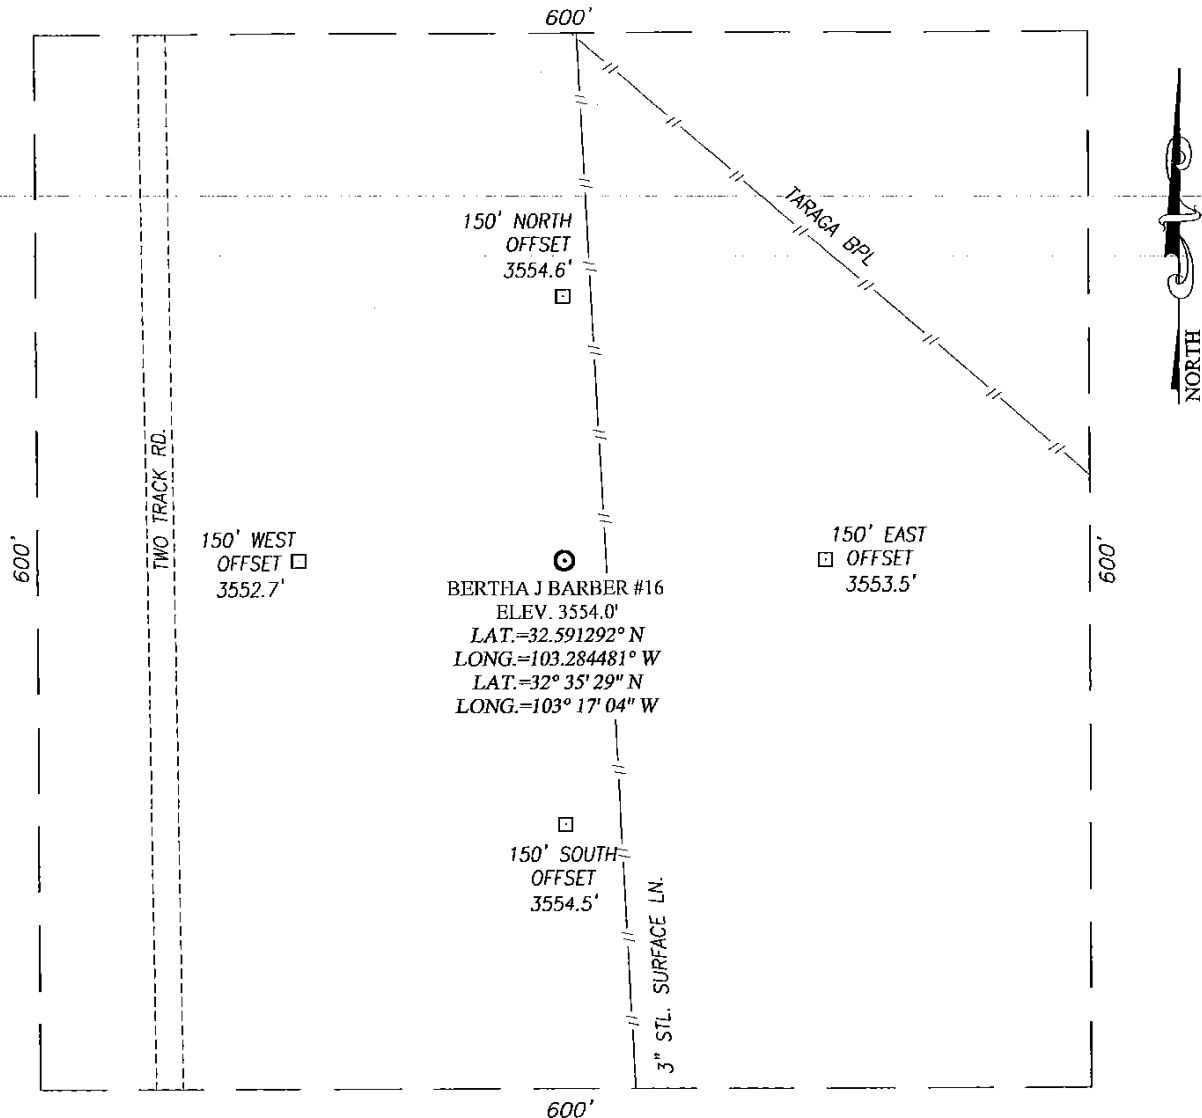 600'
TARAGA BPL
150' NORTH
OFFSET
3554.6'
NORTH
TWO TRACK RD.
600'
150' WEST
OFFSET
3552.7'
150' EAST
OFFSET
3553.5'
600'
BERTHA J BARBER #16
ELEV. 3554.0'
LAT.=32.591292° N
LONG.=103.284481° W
LAT.=32° 35' 29" N
LONG.=103° 17' 04" W
150' SOUTH
OFFSET
3554.5'
3" STL. SURFACE LN.
600'